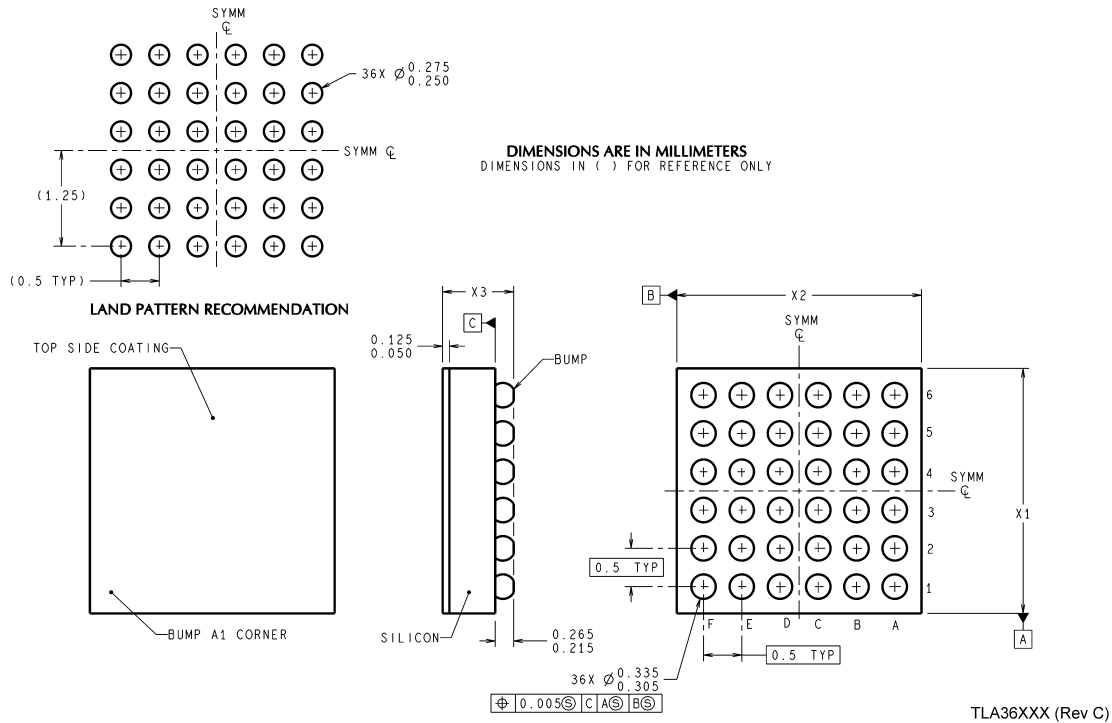 SYMM
℄
36X Ø 0.275
0.250
SYMM ℄
(1.25)
(0.5 TYP)
DIMENSIONS ARE IN MILLIMETERS
DIMENSIONS IN ( ) FOR REFERENCE ONLY
LAND PATTERN RECOMMENDATION
TOP SIDE COATING
BUMP A1 CORNER
X3
C
0.125
0.050
BUMP
SILICON
0.265
0.215
B
X2
SYMM
℄
6
5
4
3
2
1
SYMM
℄
X1
0.5 TYP
F E D C B A
A
0.5 TYP
36X Ø 0.335
0.305
⌖ 0.005Ⓢ C AⓈ BⓈ
TLA36XXX (Rev C)